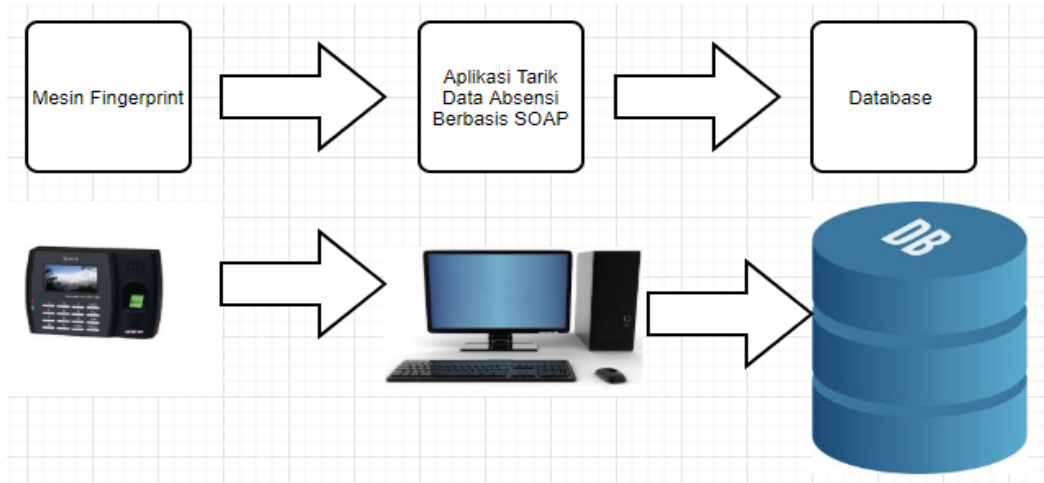 Mesin Fingerprint
Aplikasi Tarik
Data Absensi
Berbasis SOAP
Database
DB